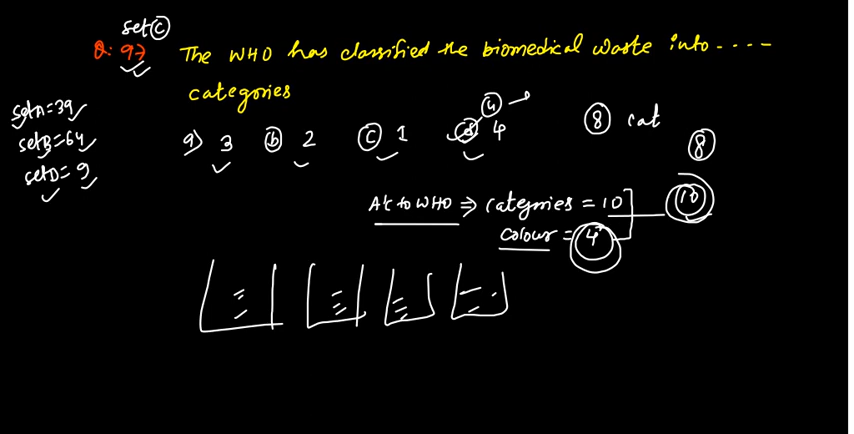 set (C)
Q. 97 The WHO has classified the biomedical waste into ----
categories
SetA=39
SetB=64
SetD=9
a) 3 (b) 2 (C) 1 (d) 4
(4)
(8) cat
(8)
A/c to WHO ⇒ categories = 10
(10)
Colour = 4